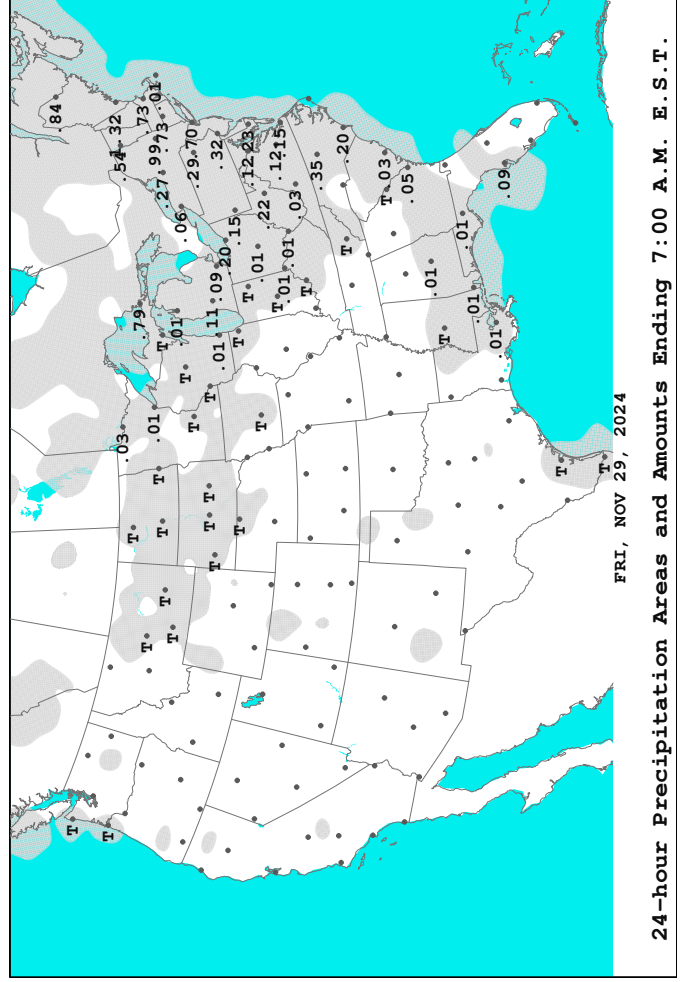 .84
T
T
.03
.54
.32
T
.79
.73
T
.01
.99
.01
T
T
T
.27
.73
T
T
.01
.06
T
T
.29
.70
T
T
T
.11
T
.09
.32
.01
.20
.15
T
T
.12
.23
T
.01
T
.22
T
.12
.15
.01
.01
.03
T
.35
.20
T
.03
T
.05
.01
T
.01
.01
.01
.09
T
T
FRI, NOV 29, 2024
24-hour Precipitation Areas and Amounts Ending 7:00 A.M. E.S.T.